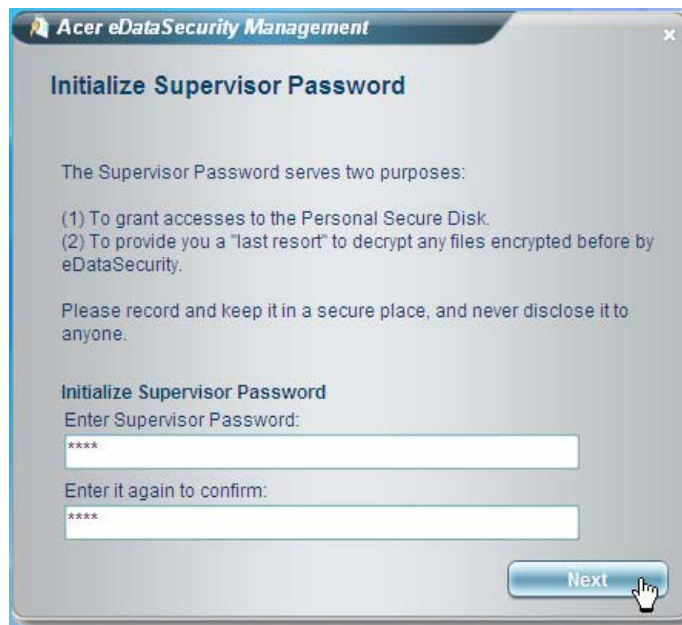 Acer eDataSecurity Management
Initialize Supervisor Password
The Supervisor Password serves two purposes:
(1) To grant accesses to the Personal Secure Disk.
(2) To provide you a "last resort" to decrypt any files encrypted before by
eDataSecurity.
Please record and keep it in a secure place, and never disclose it to
anyone.
Initialize Supervisor Password
Enter Supervisor Password:
****
Enter it again to confirm:
****
Next